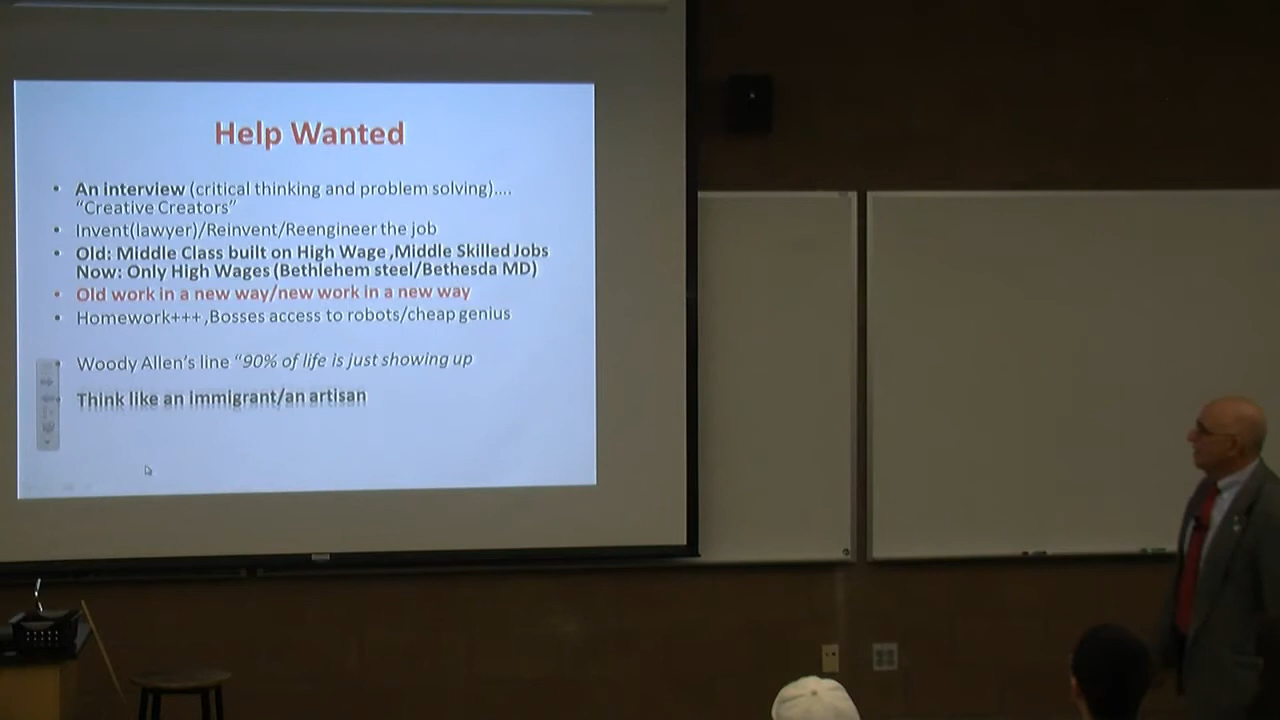 Help Wanted
• An interview (critical thinking and problem solving)....
“Creative Creators”
• Invent(lawyer)/Reinvent/Reengineer the job
• Old: Middle Class built on High Wage ,Middle Skilled Jobs
Now: Only High Wages (Bethlehem steel/Bethesda MD)
• Old work in a new way/new work in a new way
• Homework+++ ,Bosses access to robots/cheap genius
• Woody Allen’s line “90% of life is just showing up
• Think like an immigrant/an artisan